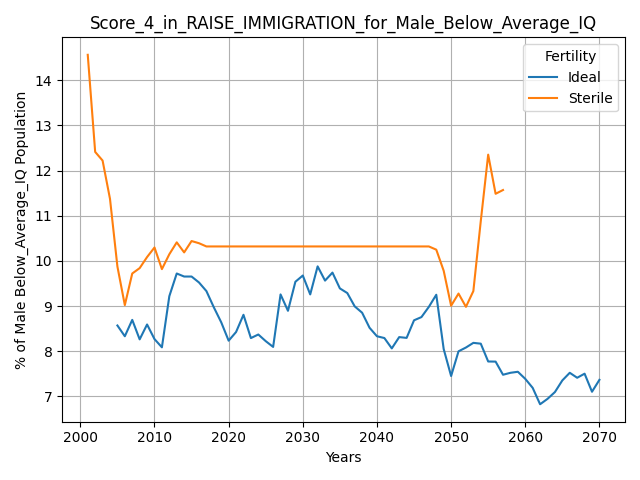 Score_4_in_RAISE_IMMIGRATION_for_Male_Below_Average_IQ
% of Male Below_Average_IQ Population
14
13
12
11
10
9
8
7
Fertility
Ideal
Sterile
2000 2010 2020 2030 2040 2050 2060 2070
Years